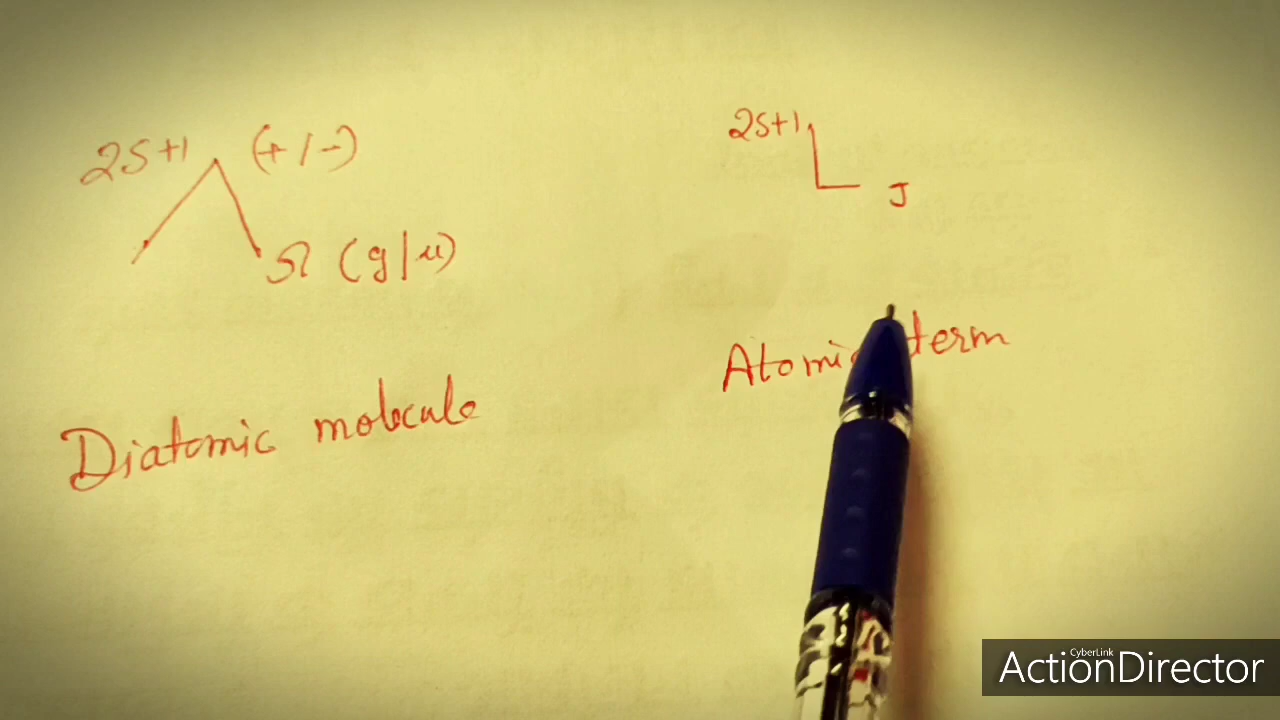 2S+1 Λ (+/-) Ω (g/u)
2S+1 L J
Diatomic molecule
Atomic term
CyberLink
ActionDirector